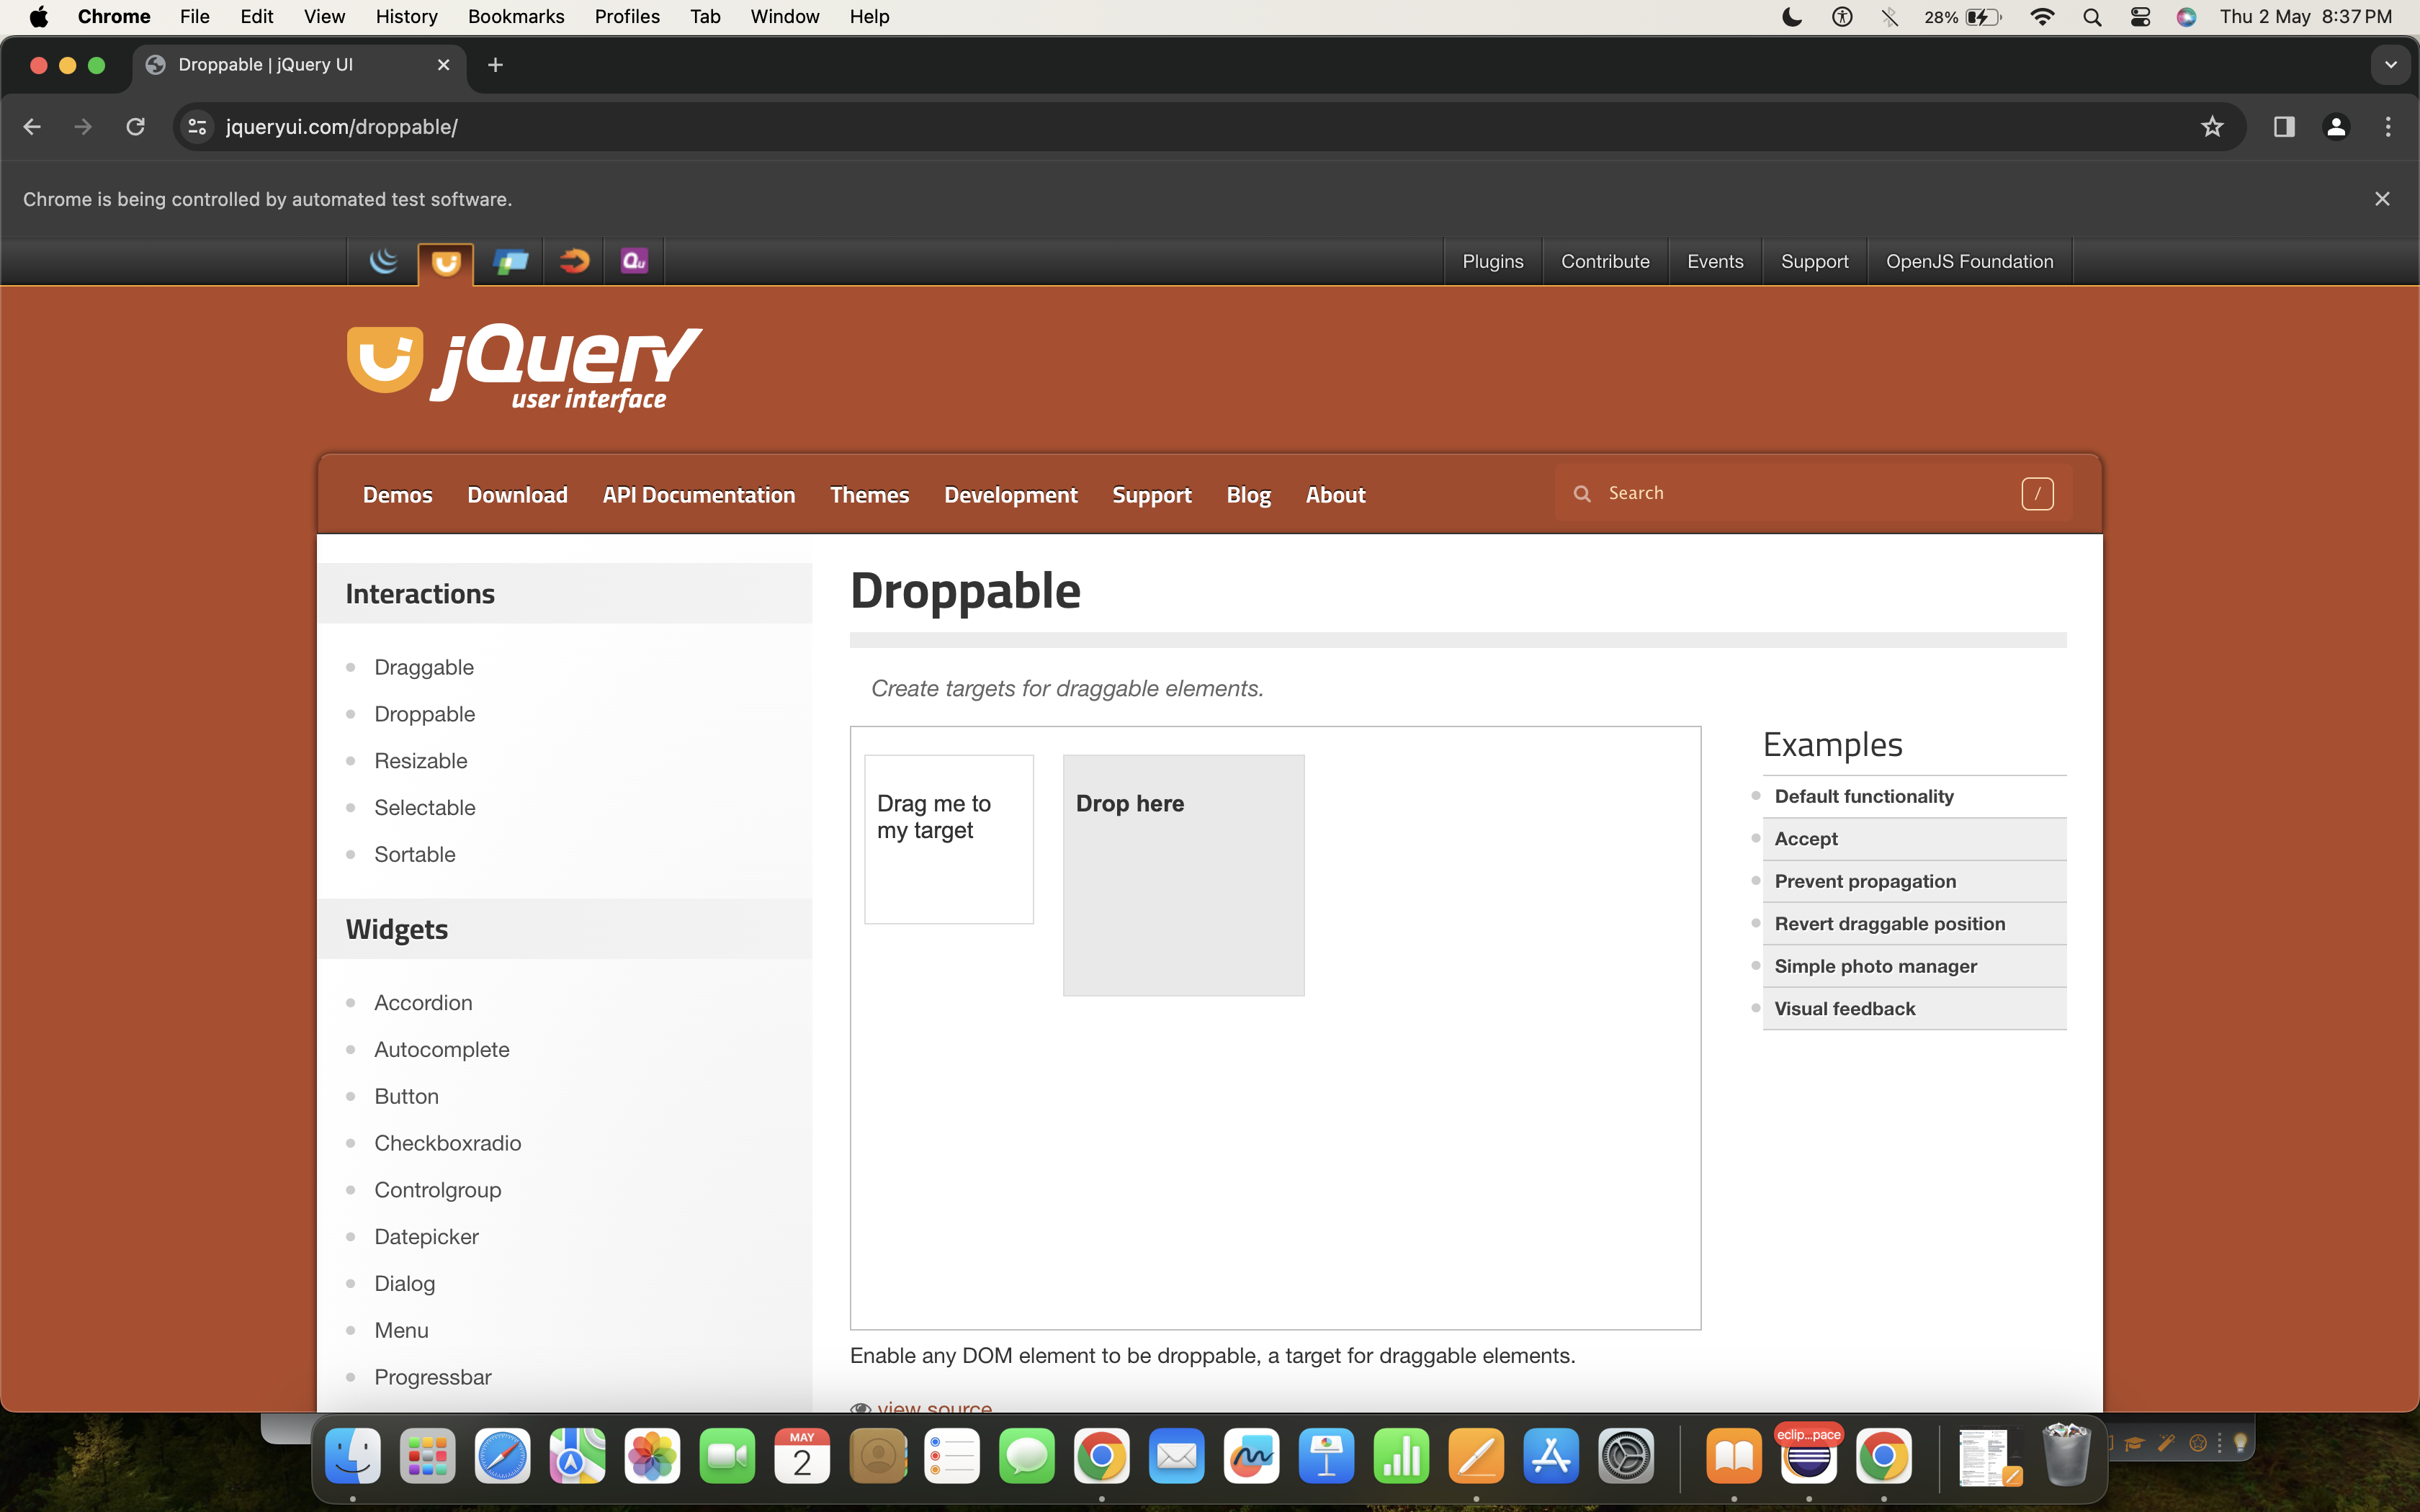 Chrome File Edit View History Bookmarks Profiles Tab Window Help 28% Thu 2 May 8:37 PM
Droppable | jQuery UI
jqueryui.com/droppable/
Chrome is being controlled by automated test software.
Qu Plugins Contribute Events Support OpenJS Foundation
jQuery
user interface
Demos Download API Documentation Themes Development Support Blog About Search /
Interactions
Draggable
Droppable
Resizable
Selectable
Sortable
Widgets
Accordion
Autocomplete
Button
Checkboxradio
Controlgroup
Datepicker
Dialog
Menu
Progressbar
Droppable
Create targets for draggable elements.
Drag me to
my target
Drop here
Enable any DOM element to be droppable, a target for draggable elements.
view source
Examples
Default functionality
Accept
Prevent propagation
Revert draggable position
Simple photo manager
Visual feedback
MAY
2
eclip...pace